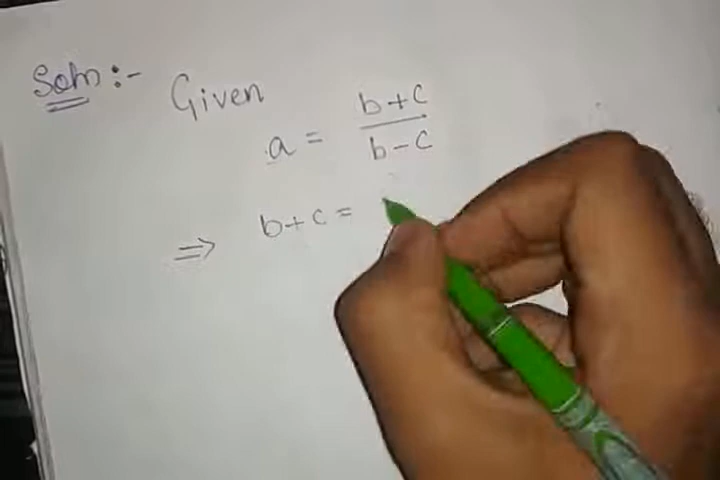 Soln :-
Given
a = b+c / b-c
⇒ b+c =